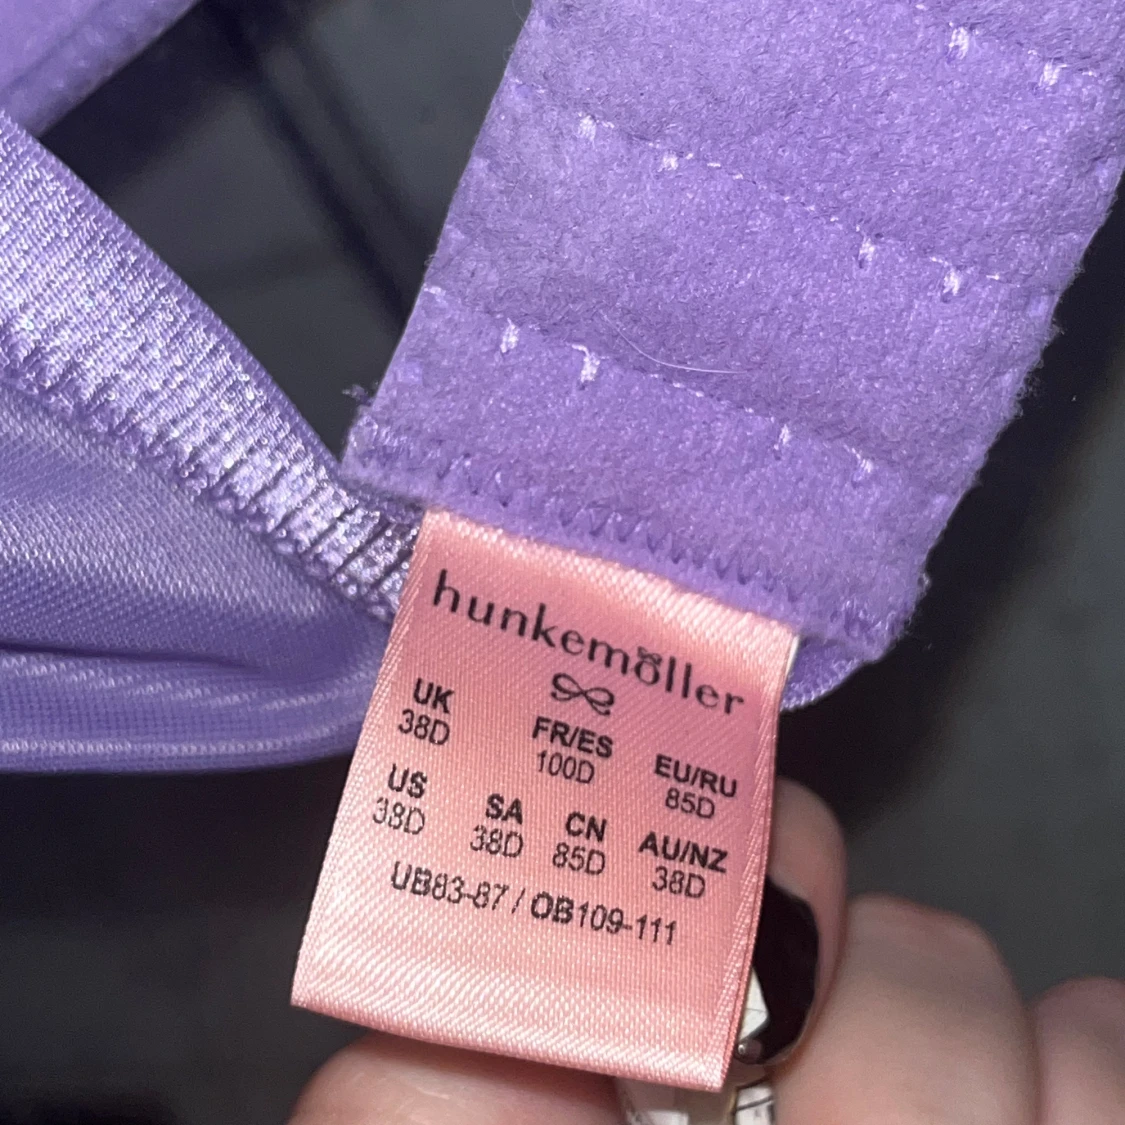 hunkemöller
UK FR/ES EU/RU
38D 100D 85D
US SA CN AU/NZ
38D 38D 85D 38D
UB83-87 / OB109-111